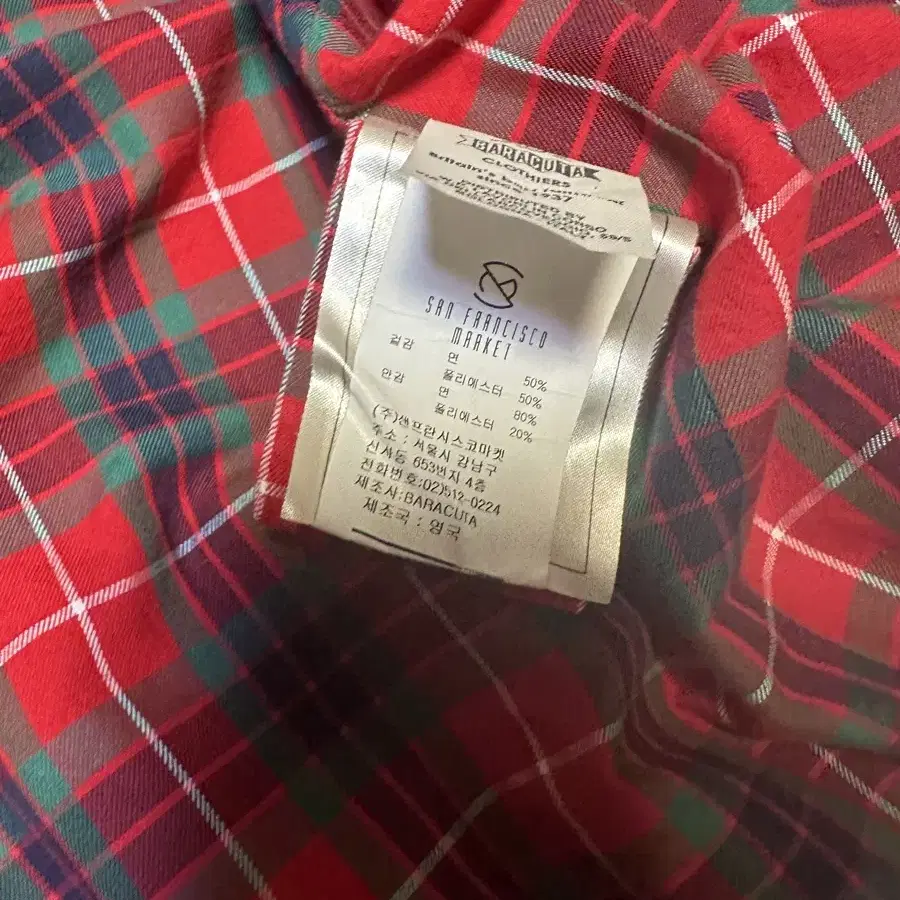 BARACUTA
CLOTHIERS
since 1937
SAN FRANCISCO
MARKET
겉감 면 50%
폴리에스터 50%
안감 면 80%
폴리에스터 20%
(주)샌프란시스코마켓
주소 : 서울시 강남구
신사동 653번지 4층
전화번호:02)512-0224
제조사:BARACUTA
제조국 : 영국